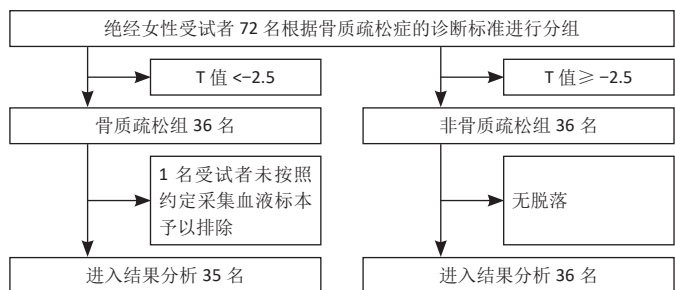 绝经女性受试者 72 名根据骨质疏松症的诊断标准进行分组
T 值 <−2.5
T 值≥ −2.5
骨质疏松组 36 名
非骨质疏松组 36 名
1 名受试者未按照
约定采集血液标本
予以排除
无脱落
进入结果分析 35 名
进入结果分析 36 名